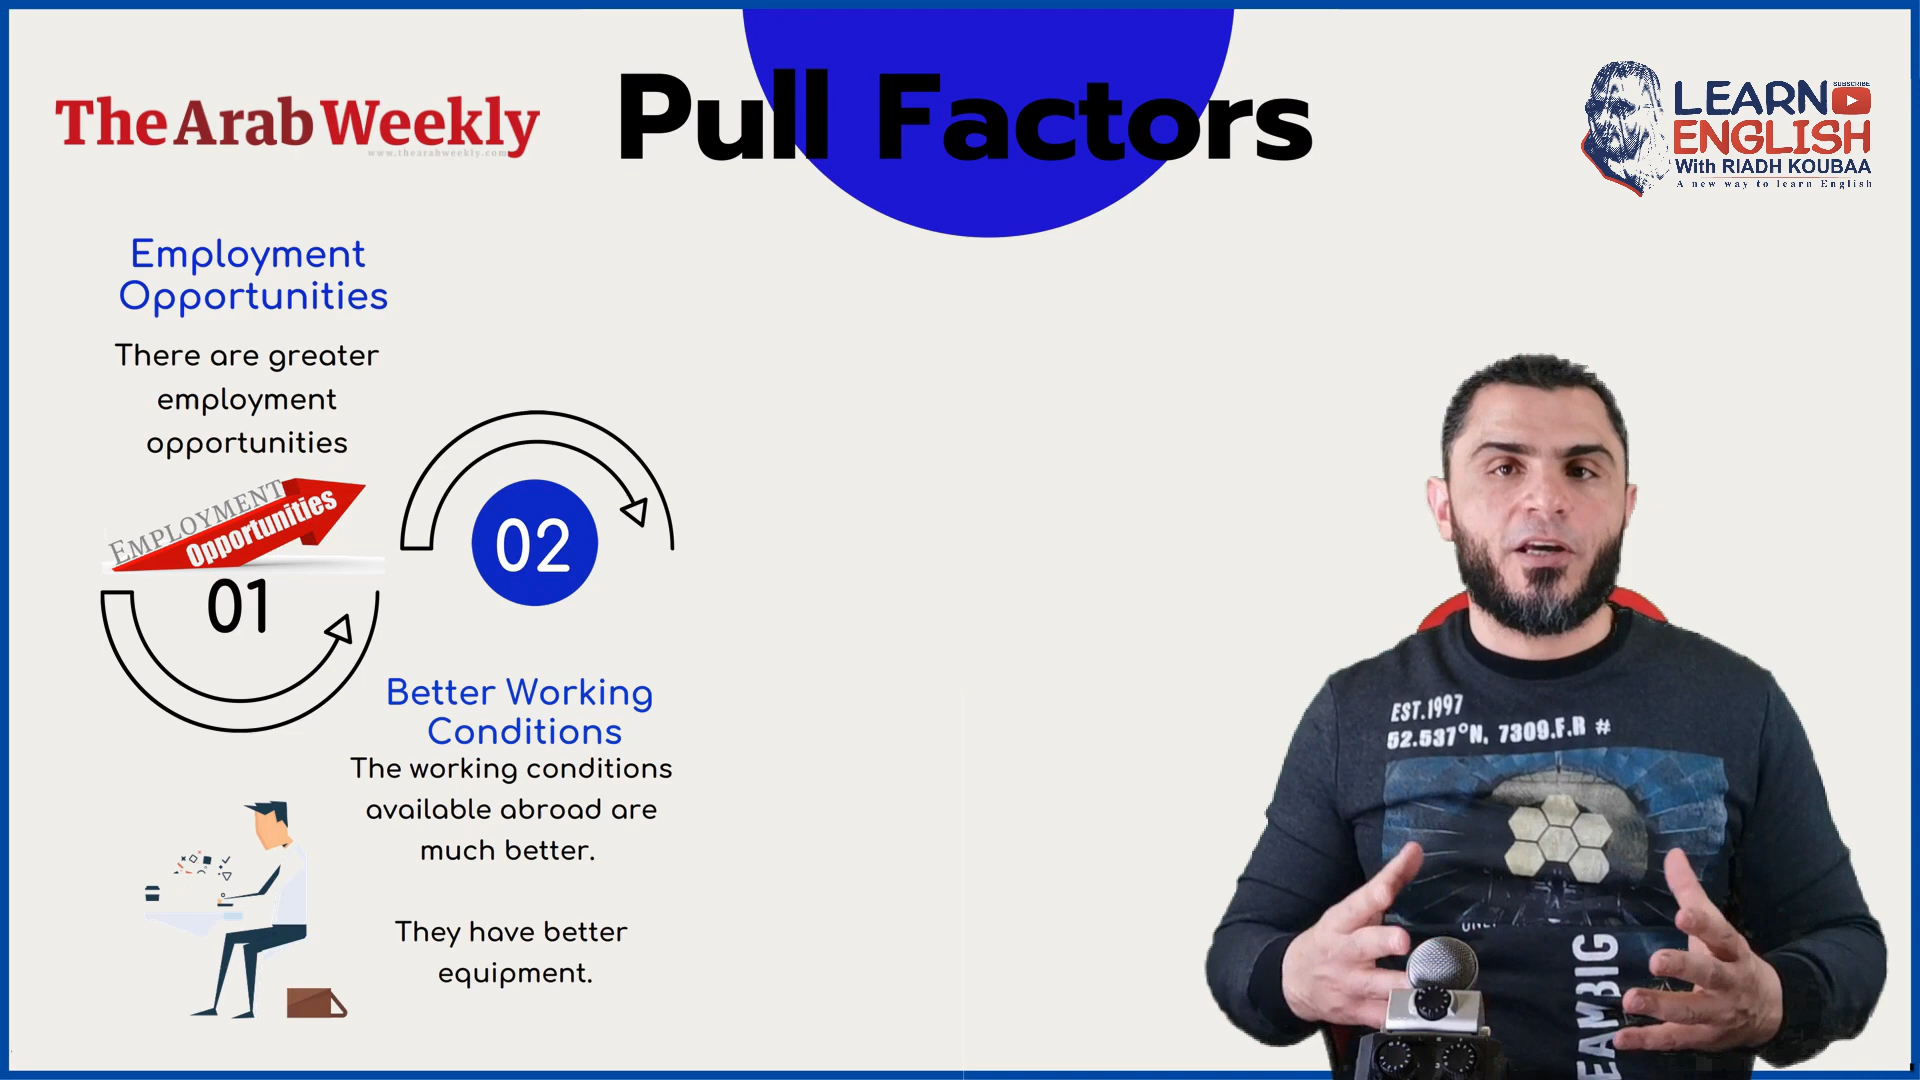 The Arab Weekly
www.thearabweekly.com
Pull Factors
SUBSCRIBE
LEARN
ENGLISH
With RIADH KOUBAA
A new way to learn English
Employment
Opportunities
There are greater
employment
opportunities
EMPLOYMENT
Opportunities
01
02
Better Working
Conditions
The working conditions
available abroad are
much better.
They have better
equipment.
EST.1997
52.537°N, 7309.F.R #